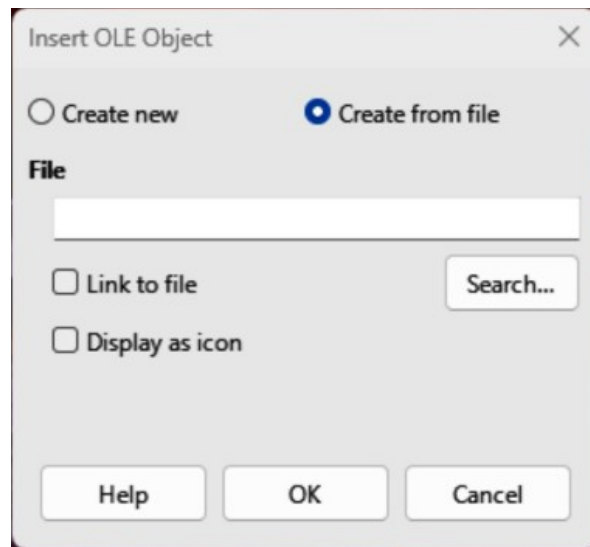 Insert OLE Object
Create new Create from file
File
Link to file Search...
Display as icon
Help OK Cancel